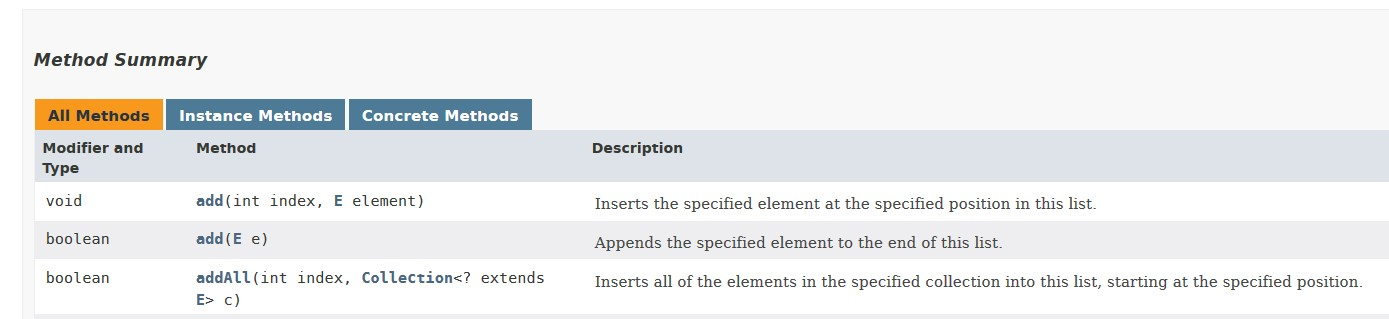 Method Summary
All Methods Instance Methods Concrete Methods
Modifier and Type Method Description
void add(int index, E element) Inserts the specified element at the specified position in this list.
boolean add(E e) Appends the specified element to the end of this list.
boolean addAll(int index, Collection<? extends Inserts all of the elements in the specified collection into this list, starting at the specified position.
E> c)